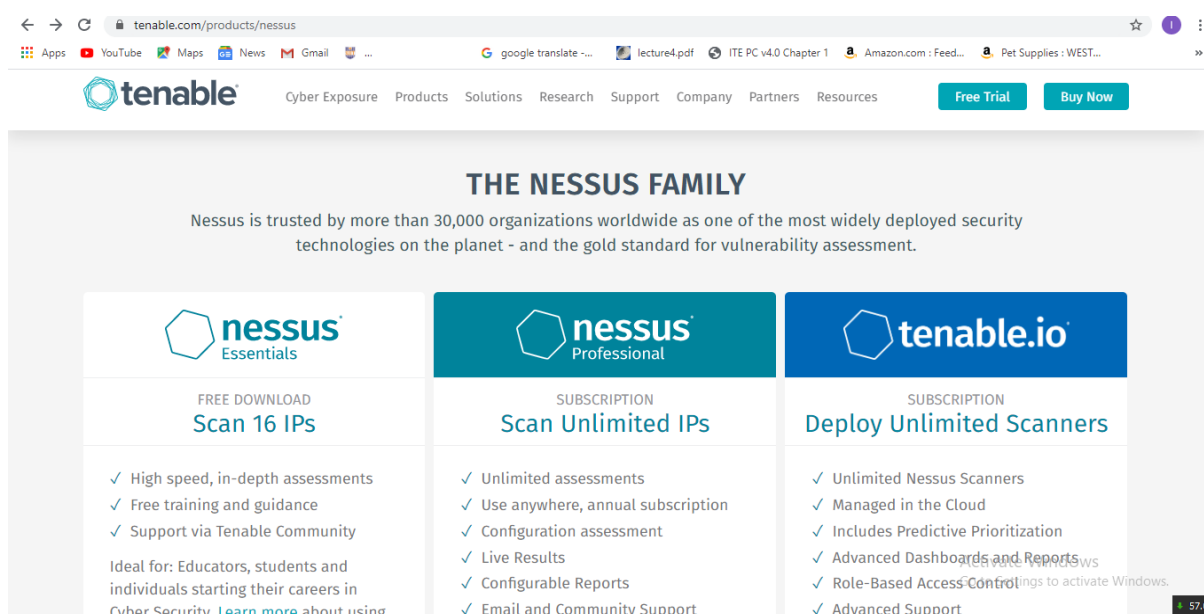 tenable.com/products/nessus
I
Apps YouTube Maps News Gmail ... google translate -... lecture4.pdf ITE PC v4.0 Chapter 1 Amazon.com : Feed... Pet Supplies : WEST... »
tenable Cyber Exposure Products Solutions Research Support Company Partners Resources Free Trial Buy Now
THE NESSUS FAMILY
Nessus is trusted by more than 30,000 organizations worldwide as one of the most widely deployed security
technologies on the planet - and the gold standard for vulnerability assessment.
nessus
Essentials
FREE DOWNLOAD
Scan 16 IPs
✓ High speed, in-depth assessments
✓ Free training and guidance
✓ Support via Tenable Community
Ideal for: Educators, students and
individuals starting their careers in
Cyber Security. Learn more about using
nessus
Professional
SUBSCRIPTION
Scan Unlimited IPs
✓ Unlimited assessments
✓ Use anywhere, annual subscription
✓ Configuration assessment
✓ Live Results
✓ Configurable Reports
✓ Email and Community Support
tenable.io
SUBSCRIPTION
Deploy Unlimited Scanners
✓ Unlimited Nessus Scanners
✓ Managed in the Cloud
✓ Includes Predictive Prioritization
✓ Advanced Dashboards and Reports
✓ Role-Based Access Control
✓ Advanced Support
Activate Windows
Go to Settings to activate Windows.
57